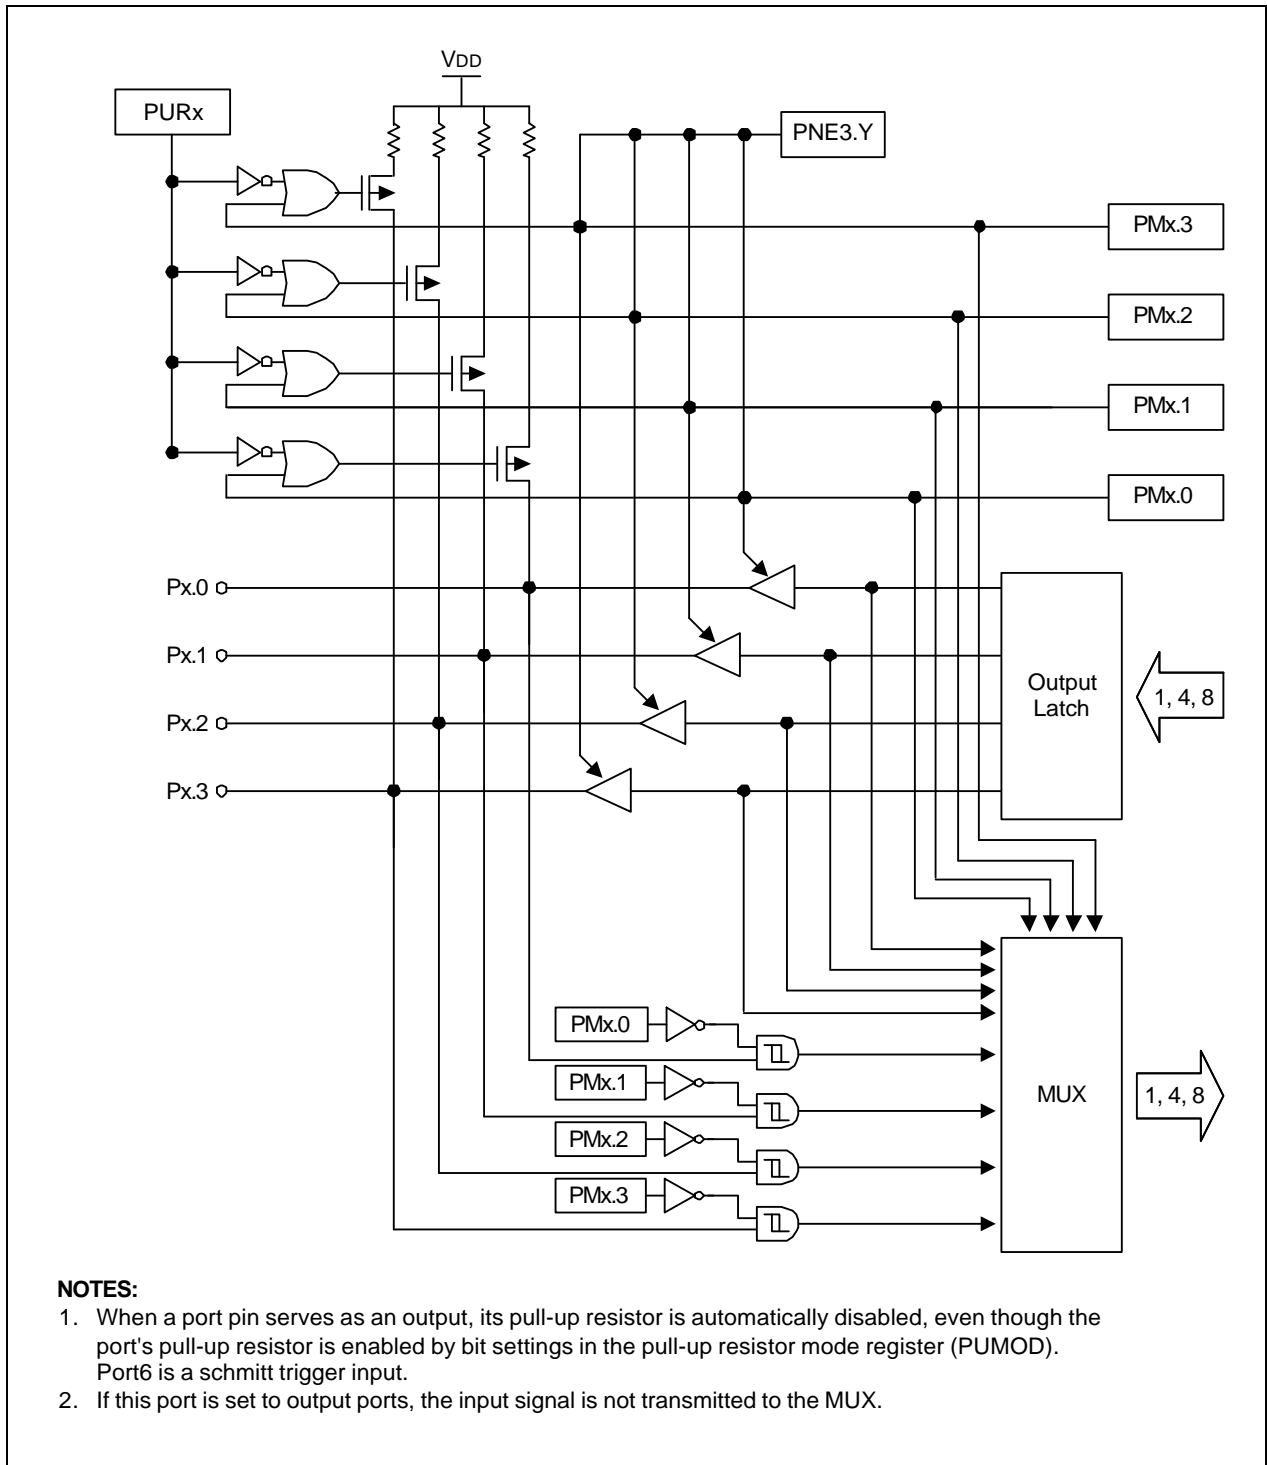 VDD
PURx
PNE3.Y
PMx.3
PMx.2
PMx.1
PMx.0
Px.0
Px.1
Px.2
Px.3
Output
Latch
1, 4, 8
PMx.0
PMx.1
PMx.2
PMx.3
MUX
1, 4, 8
NOTES:
1. When a port pin serves as an output, its pull-up resistor is automatically disabled, even though the
port's pull-up resistor is enabled by bit settings in the pull-up resistor mode register (PUMOD).
Port6 is a schmitt trigger input.
2. If this port is set to output ports, the input signal is not transmitted to the MUX.